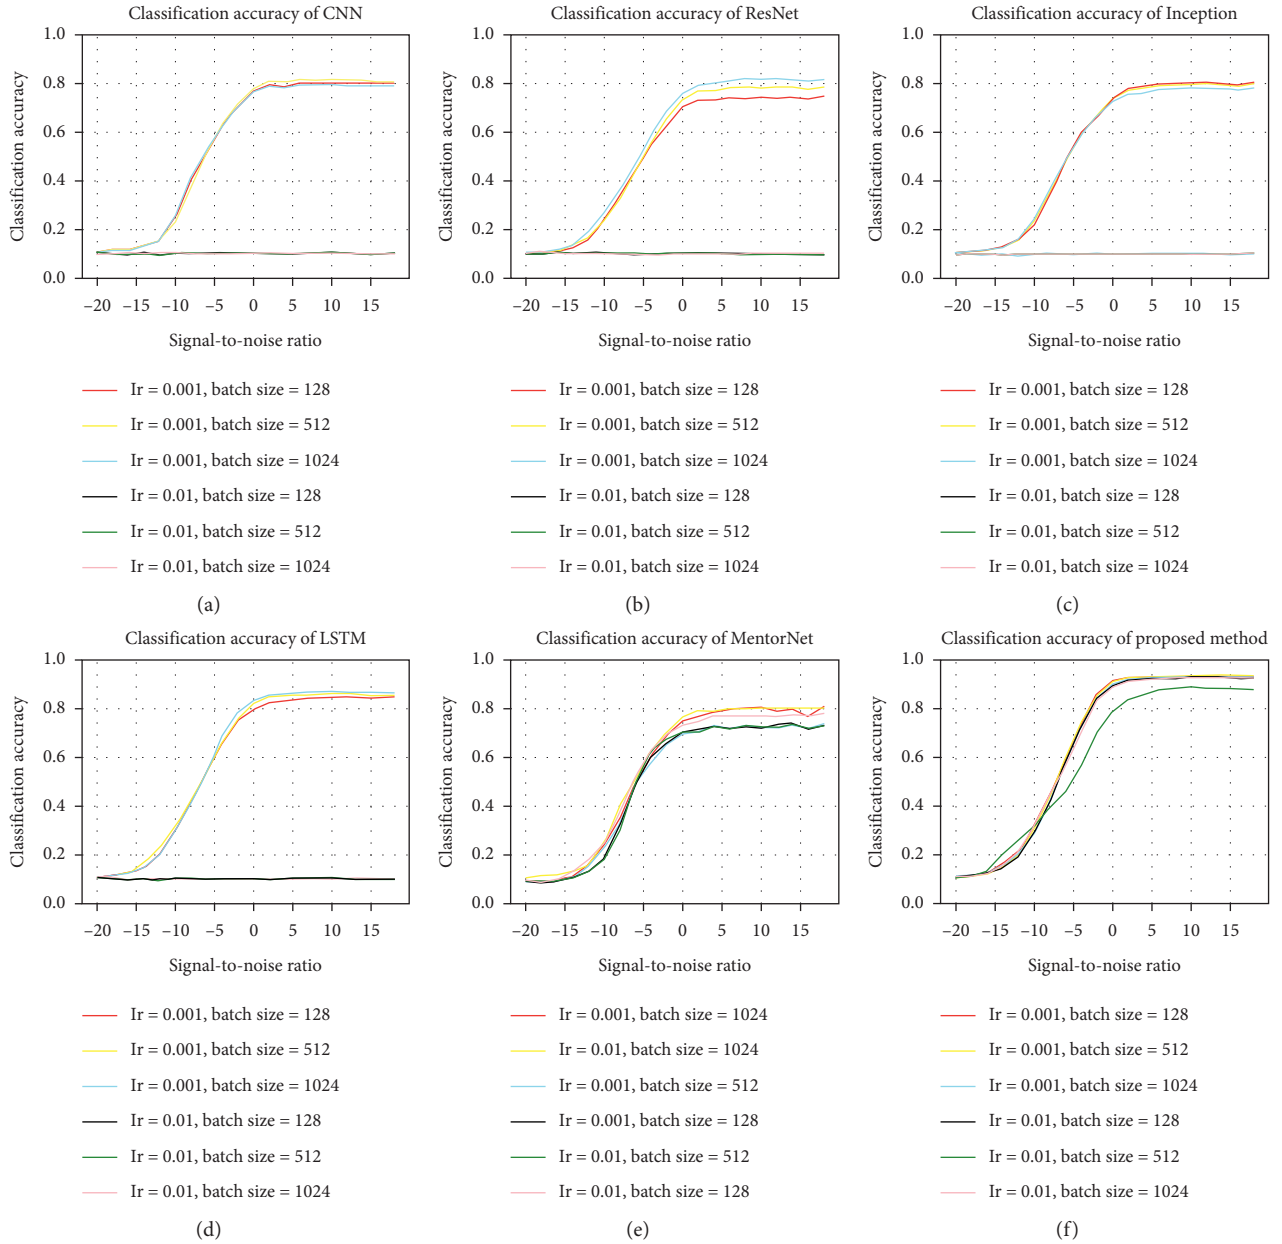 Classification accuracy of CNN
Classification accuracy
1.0
0.8
0.6
0.4
0.2
0.0
–20 –15 –10 –5 0 5 10 15
Signal-to-noise ratio
Ir = 0.001, batch size = 128
Ir = 0.001, batch size = 512
Ir = 0.001, batch size = 1024
Ir = 0.01, batch size = 128
Ir = 0.01, batch size = 512
Ir = 0.01, batch size = 1024
(a)
Classification accuracy of ResNet
Classification accuracy
1.0
0.8
0.6
0.4
0.2
0.0
–20 –15 –10 –5 0 5 10 15
Signal-to-noise ratio
Ir = 0.001, batch size = 128
Ir = 0.001, batch size = 512
Ir = 0.001, batch size = 1024
Ir = 0.01, batch size = 128
Ir = 0.01, batch size = 512
Ir = 0.01, batch size = 1024
(b)
Classification accuracy of Inception
Classification accuracy
1.0
0.8
0.6
0.4
0.2
0.0
–20 –15 –10 –5 0 5 10 15
Signal-to-noise ratio
Ir = 0.001, batch size = 128
Ir = 0.001, batch size = 512
Ir = 0.001, batch size = 1024
Ir = 0.01, batch size = 128
Ir = 0.01, batch size = 512
Ir = 0.01, batch size = 1024
(c)
Classification accuracy of LSTM
Classification accuracy
1.0
0.8
0.6
0.4
0.2
0.0
–20 –15 –10 –5 0 5 10 15
Signal-to-noise ratio
Ir = 0.001, batch size = 128
Ir = 0.001, batch size = 512
Ir = 0.001, batch size = 1024
Ir = 0.01, batch size = 128
Ir = 0.01, batch size = 512
Ir = 0.01, batch size = 1024
(d)
Classification accuracy of MentorNet
Classification accuracy
1.0
0.8
0.6
0.4
0.2
0.0
–20 –15 –10 –5 0 5 10 15
Signal-to-noise ratio
Ir = 0.001, batch size = 1024
Ir = 0.01, batch size = 1024
Ir = 0.001, batch size = 512
Ir = 0.001, batch size = 128
Ir = 0.01, batch size = 512
Ir = 0.01, batch size = 128
(e)
Classification accuracy of proposed method
Classification accuracy
1.0
0.8
0.6
0.4
0.2
0.0
–20 –15 –10 –5 0 5 10 15
Signal-to-noise ratio
Ir = 0.001, batch size = 128
Ir = 0.001, batch size = 512
Ir = 0.001, batch size = 1024
Ir = 0.01, batch size = 128
Ir = 0.01, batch size = 512
Ir = 0.01, batch size = 1024
(f)